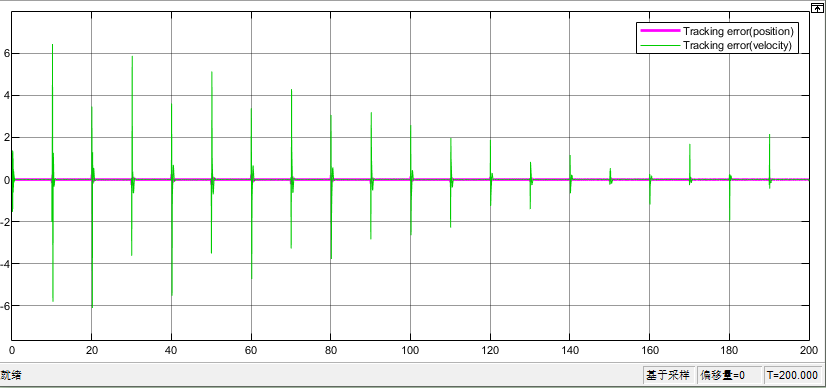 Tracking error(position)
Tracking error(velocity)
6
4
2
0
-2
-4
-6
0 20 40 60 80 100 120 140 160 180 200
就绪 基于采样 偏移量=0 T=200.000